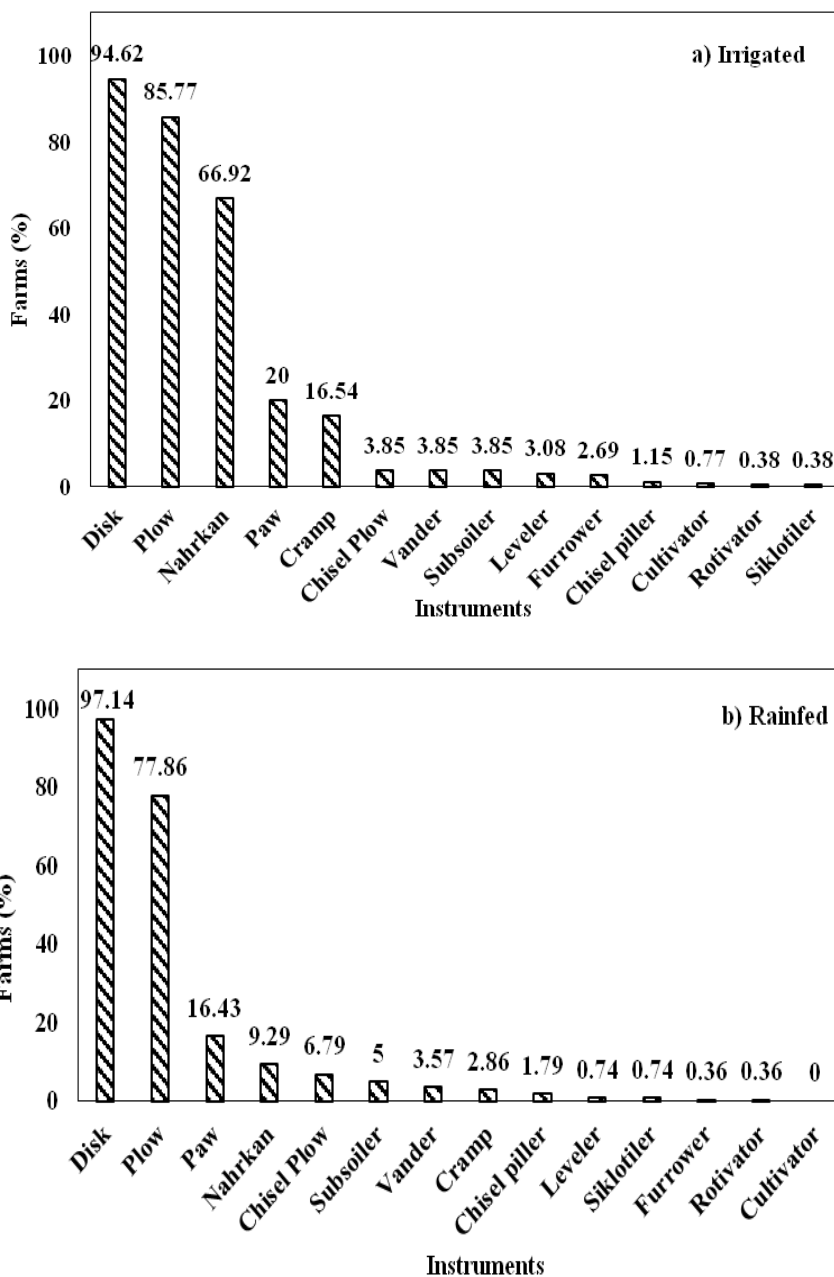 a) Irrigated
Farms (%)
100
80
60
40
20
0
94.62
85.77
66.92
20
16.54
3.85
3.85
3.85
3.08
2.69
1.15
0.77
0.38
0.38
Disk
Plow
Nahrkan
Paw
Cramp
Chisel Plow
Vander
Subsoiler
Leveler
Furrower
Chisel piller
Cultivator
Rotivator
Siklotiler
Instruments
b) Rainfed
Farms (%)
100
80
60
40
20
0
97.14
77.86
16.43
9.29
6.79
5
3.57
2.86
1.79
0.74
0.74
0.36
0.36
0
Disk
Plow
Paw
Nahrkan
Chisel Plow
Subsoiler
Vander
Cramp
Chisel piller
Leveler
Siklotiler
Furrower
Rotivator
Cultivator
Instruments